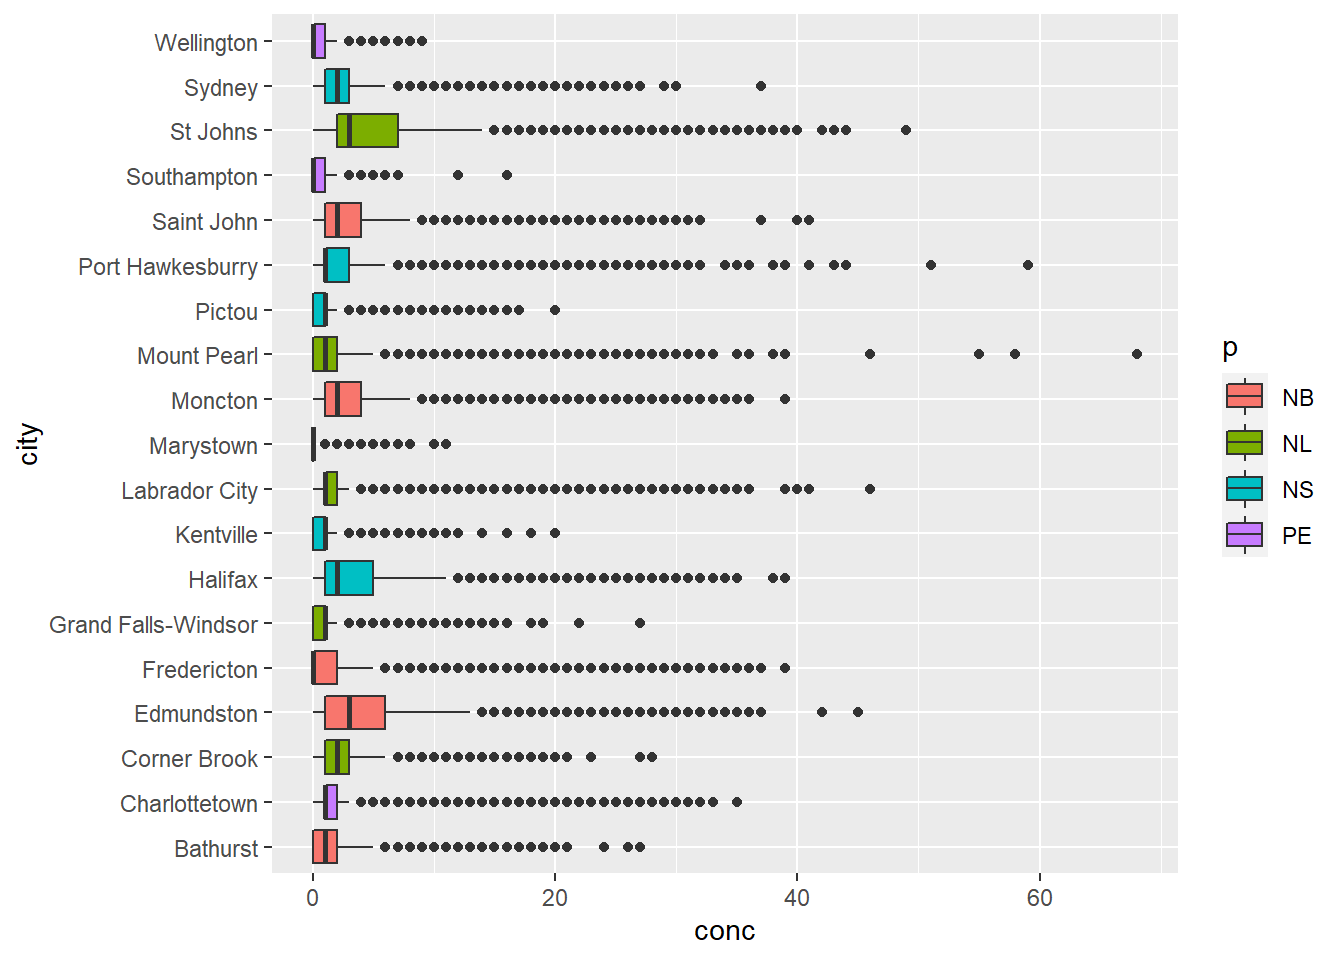 Wellington
Sydney
St Johns
Southampton
Saint John
Port Hawkesburry
Pictou
Mount Pearl
Moncton
Marystown
Labrador City
Kentville
Halifax
Grand Falls-Windsor
Fredericton
Edmundston
Corner Brook
Charlottetown
Bathurst
city
0 20 40 60
conc
p
NB
NL
NS
PE